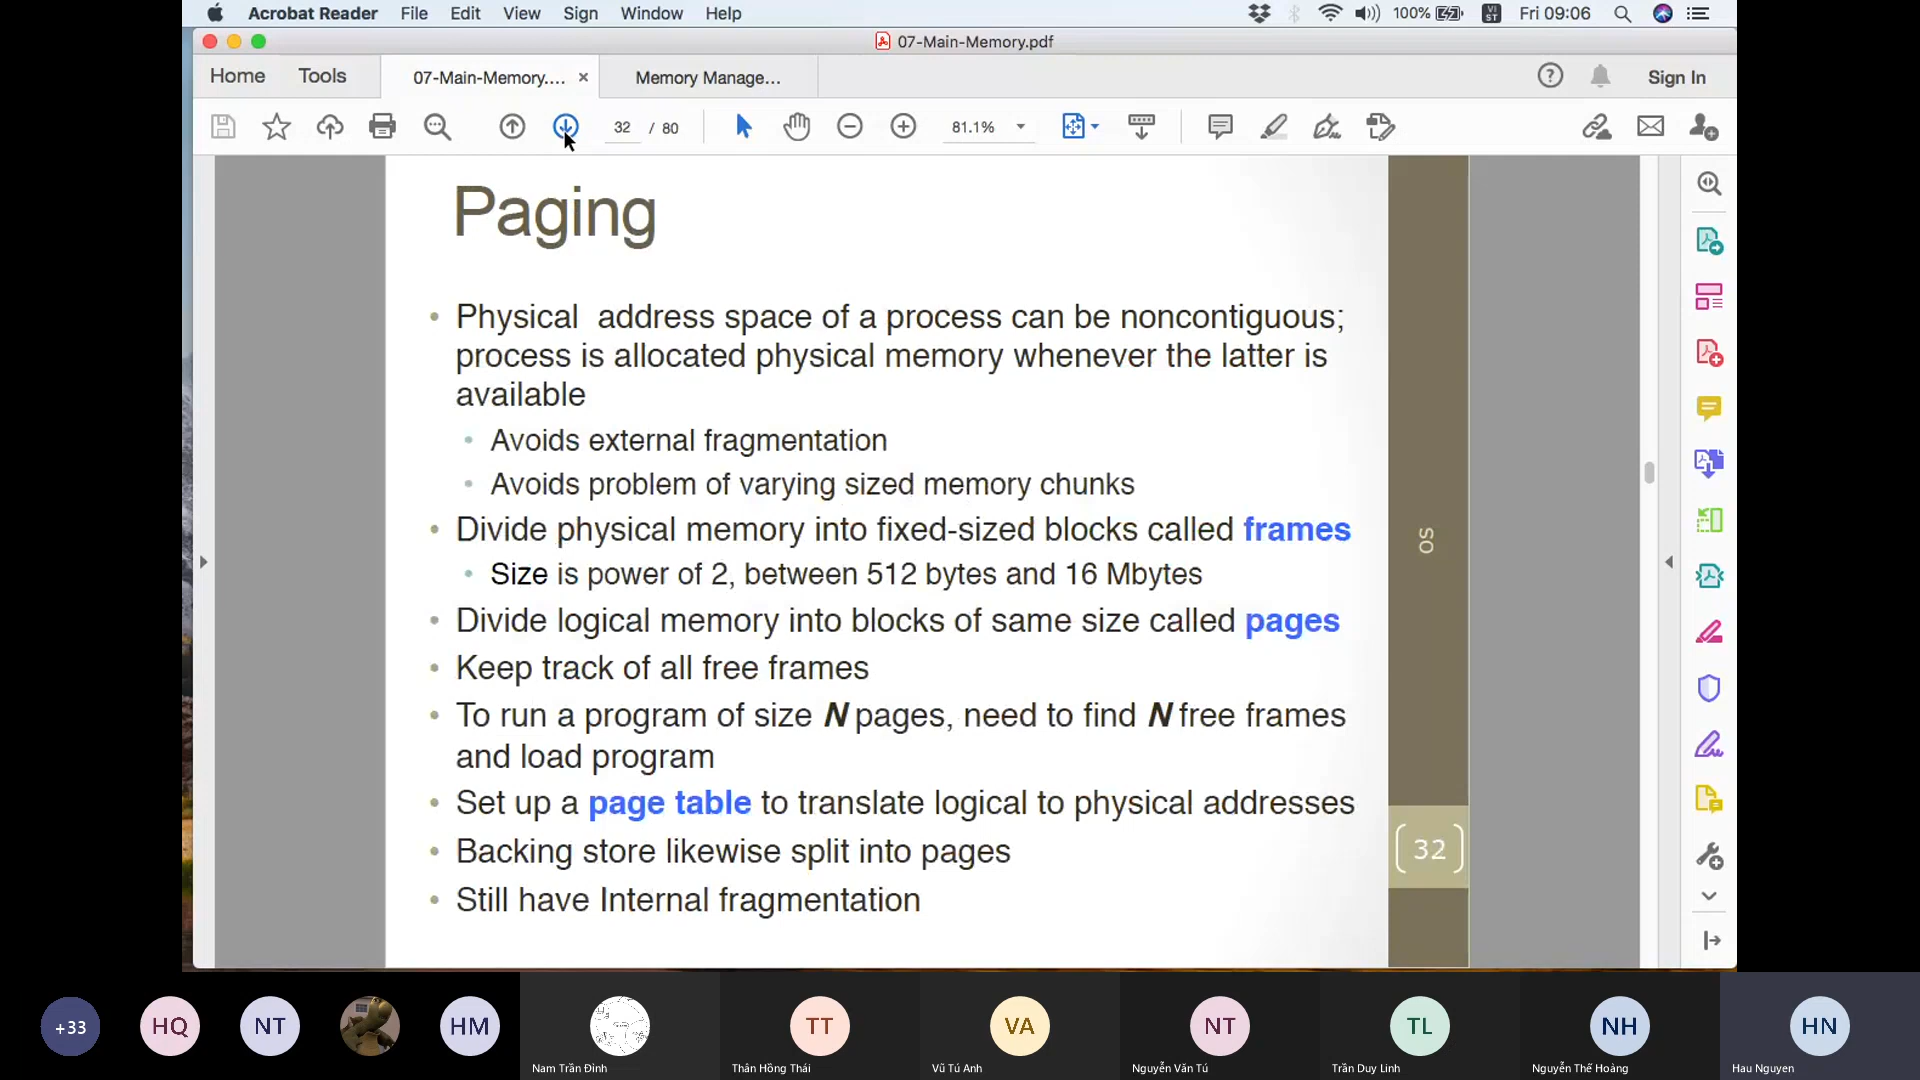 Acrobat Reader File Edit View Sign Window Help 100% VI ST Fri 09:06
07-Main-Memory.pdf
Home Tools 07-Main-Memory.... × Memory Manage... Sign In
32 / 80 81.1%
Paging
• Physical address space of a process can be noncontiguous;
process is allocated physical memory whenever the latter is
available
• Avoids external fragmentation
• Avoids problem of varying sized memory chunks
• Divide physical memory into fixed-sized blocks called frames
• Size is power of 2, between 512 bytes and 16 Mbytes
• Divide logical memory into blocks of same size called pages
• Keep track of all free frames
• To run a program of size N pages, need to find N free frames
and load program
• Set up a page table to translate logical to physical addresses
• Backing store likewise split into pages
• Still have Internal fragmentation
OS
32
+33 HQ NT HM TT VA NT TL NH HN
Nam Trần Đình Thân Hồng Thái Vũ Tú Anh Nguyễn Văn Tú Trần Duy Linh Nguyễn Thế Hoàng Hau Nguyen